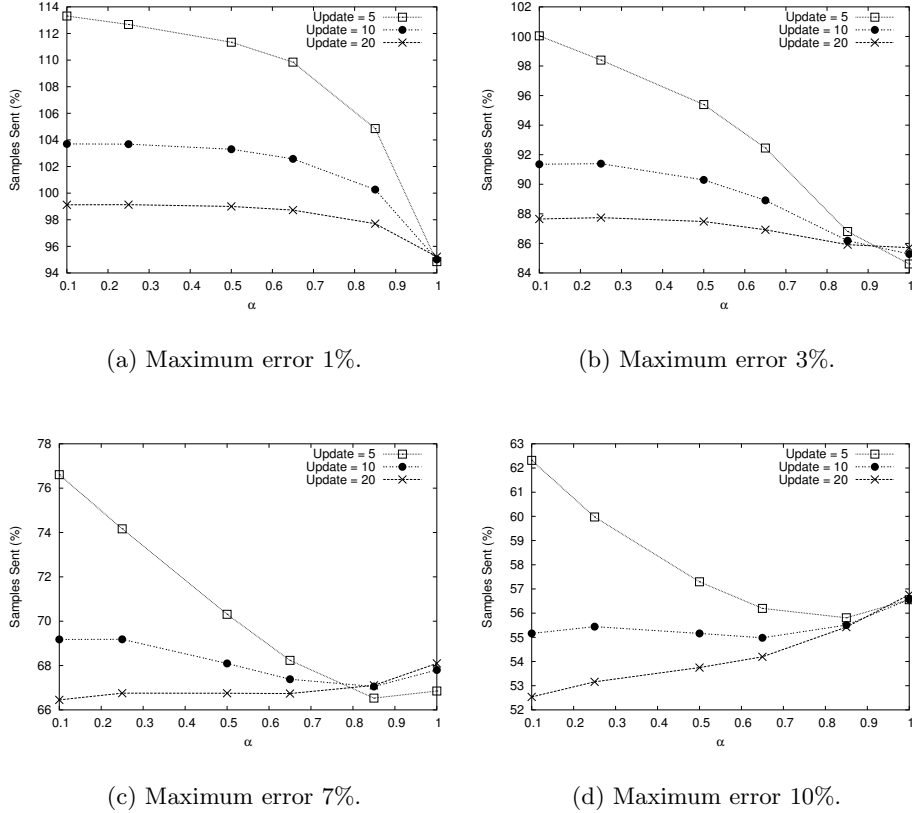 114
112
110
108
106
104
102
100
98
96
94
Samples Sent (%)
Update = 5
Update = 10
Update = 20
0.1 0.2 0.3 0.4 0.5 0.6 0.7 0.8 0.9 1
α
(a) Maximum error 1%.
102
100
98
96
94
92
90
88
86
84
Samples Sent (%)
Update = 5
Update = 10
Update = 20
0.1 0.2 0.3 0.4 0.5 0.6 0.7 0.8 0.9 1
α
(b) Maximum error 3%.
78
76
74
72
70
68
66
Samples Sent (%)
Update = 5
Update = 10
Update = 20
0.1 0.2 0.3 0.4 0.5 0.6 0.7 0.8 0.9 1
α
(c) Maximum error 7%.
63
62
61
60
59
58
57
56
55
54
53
52
Samples Sent (%)
Update = 5
Update = 10
Update = 20
0.1 0.2 0.3 0.4 0.5 0.6 0.7 0.8 0.9 1
α
(d) Maximum error 10%.